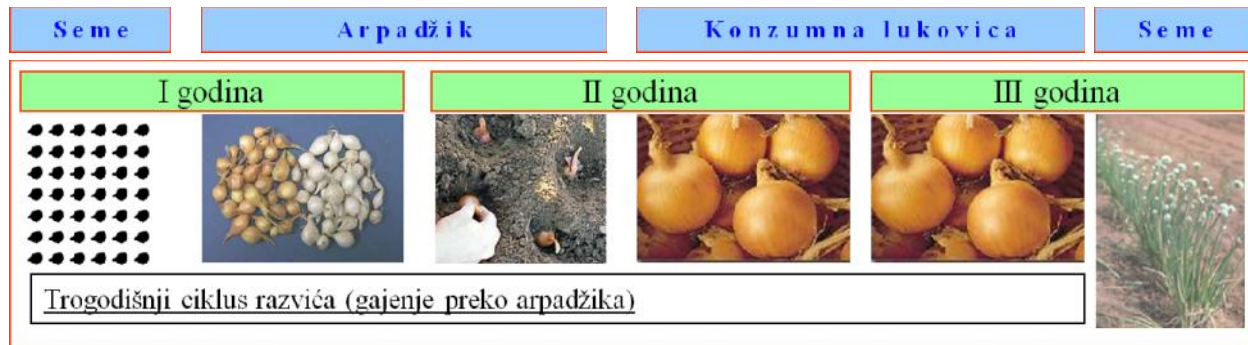 Seme Arpadžik Konzumna lukovica Seme
I godina II godina III godina
Trogodišnji ciklus razvića (gajenje preko arpadžika)